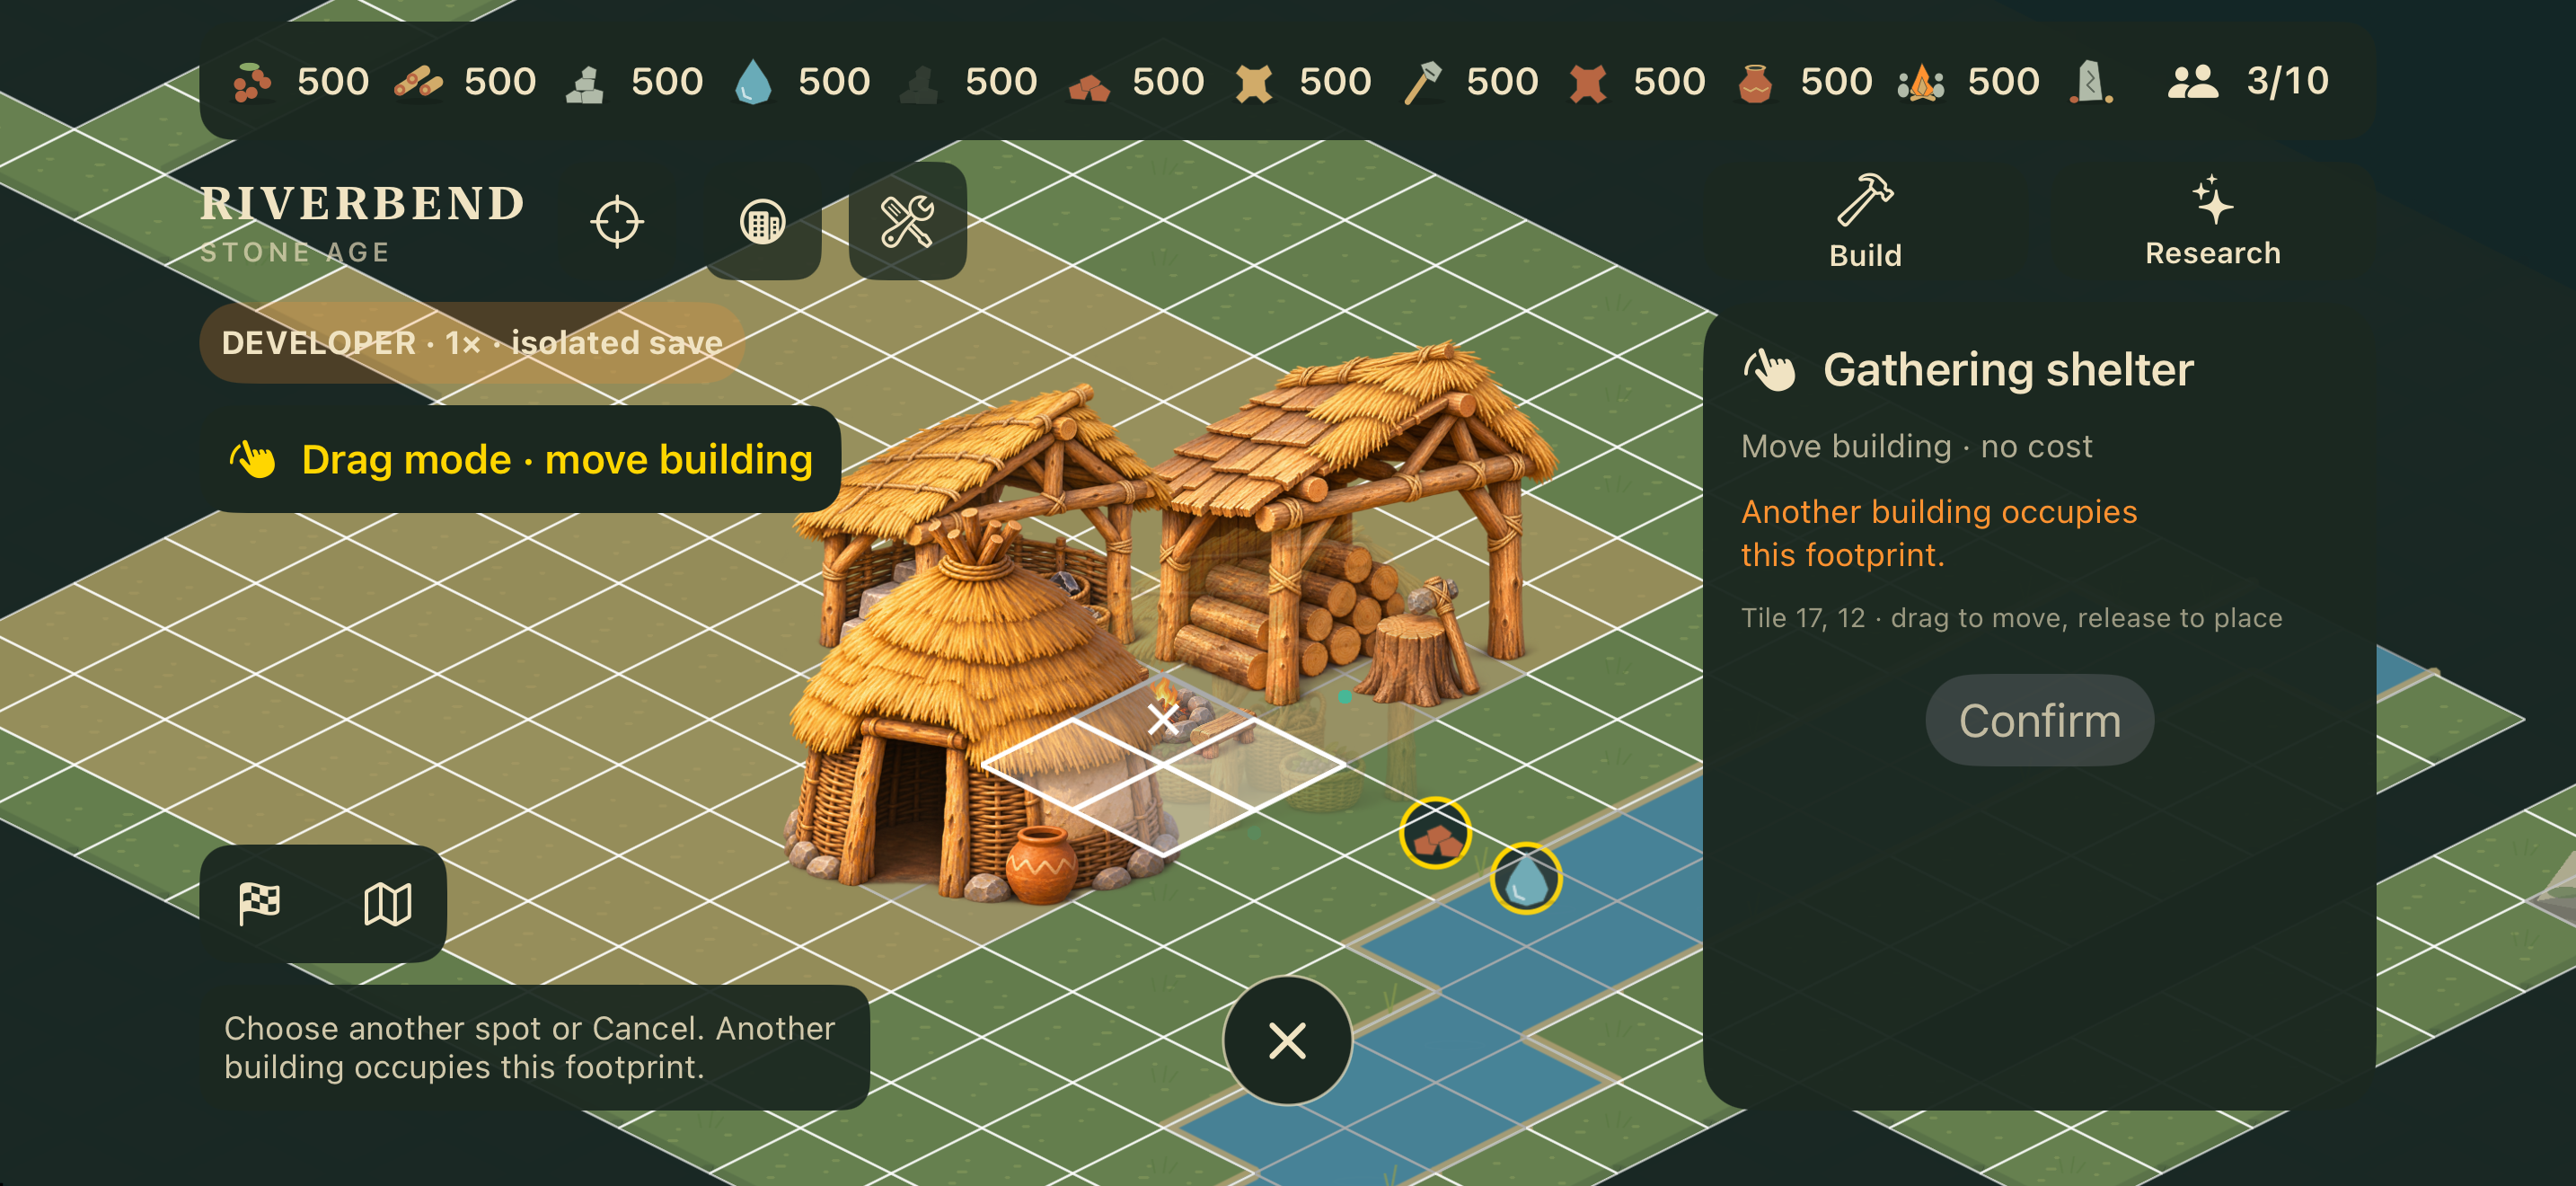 500 500 500 500 500 500 500 500 500 500 500 3/10
RIVERBEND
STONE AGE
Build
Research
DEVELOPER · 1× · isolated save
Drag mode · move building
Gathering shelter
Move building · no cost
Another building occupies
this footprint.
Tile 17, 12 · drag to move, release to place
Confirm
Choose another spot or Cancel. Another
building occupies this footprint.